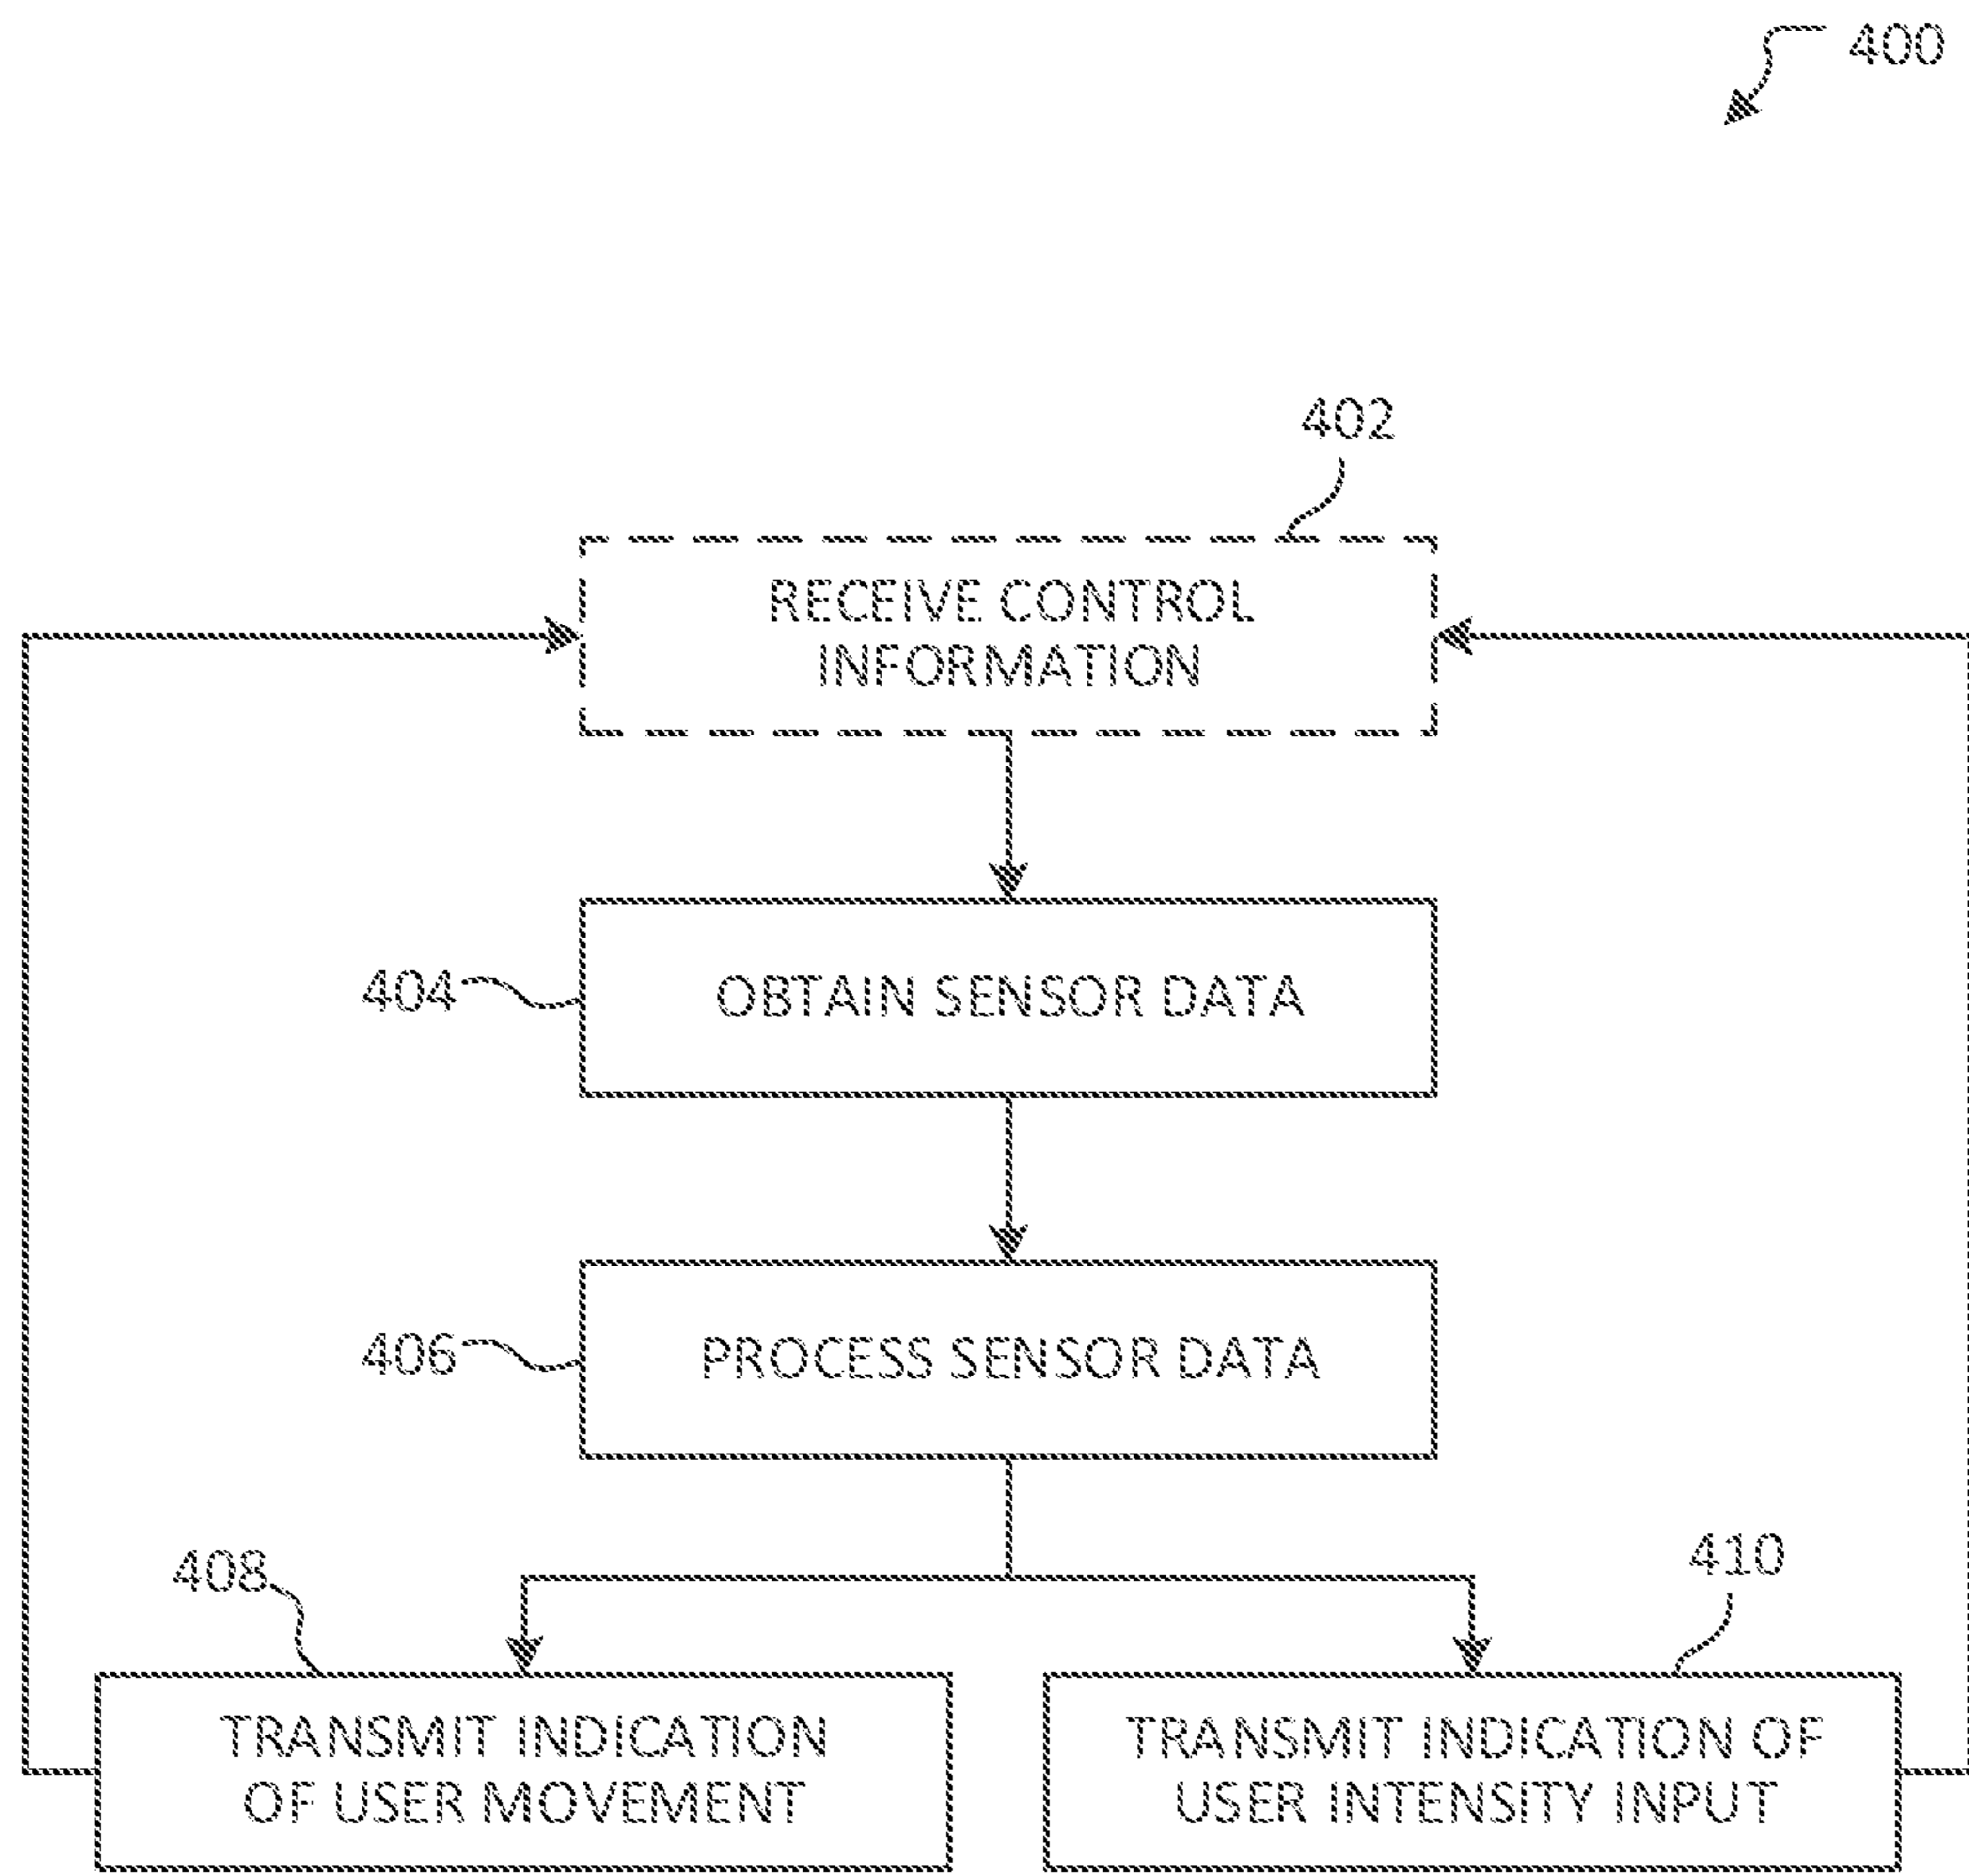 400
402
RECEIVE CONTROL
INFORMATION
404
OBTAIN SENSOR DATA
406
PROCESS SENSOR DATA
408
410
TRANSMIT INDICATION
OF USER MOVEMENT
TRANSMIT INDICATION OF
USER INTENSITY INPUT